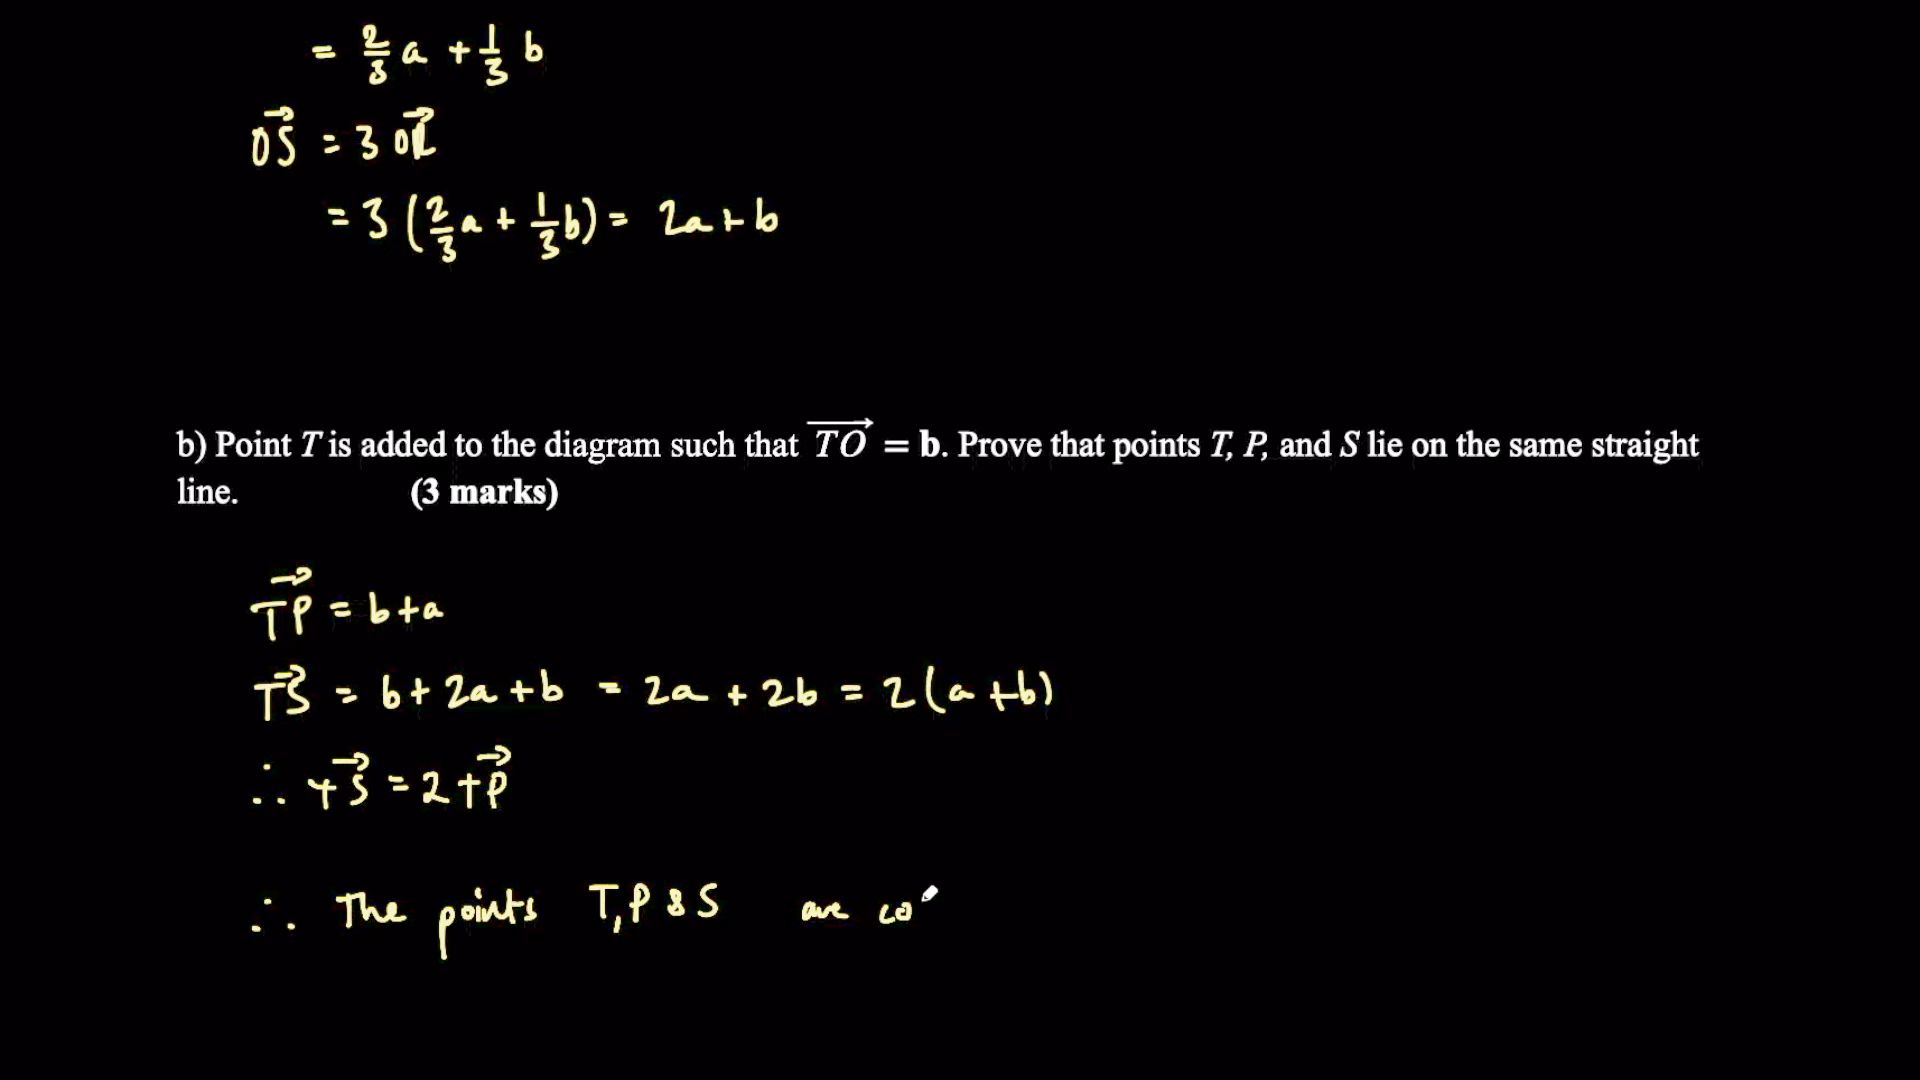 = 2/3 a + 1/3 b
OS = 3 OR
= 3 (2/3 a + 1/3 b) = 2a + b
b) Point T is added to the diagram such that TO = b. Prove that points T, P, and S lie on the same straight
line. (3 marks)
TP = b + a
TS = b + 2a + b = 2a + 2b = 2 (a + b)
∴ TS = 2 TP
∴ The points T, P & S are co